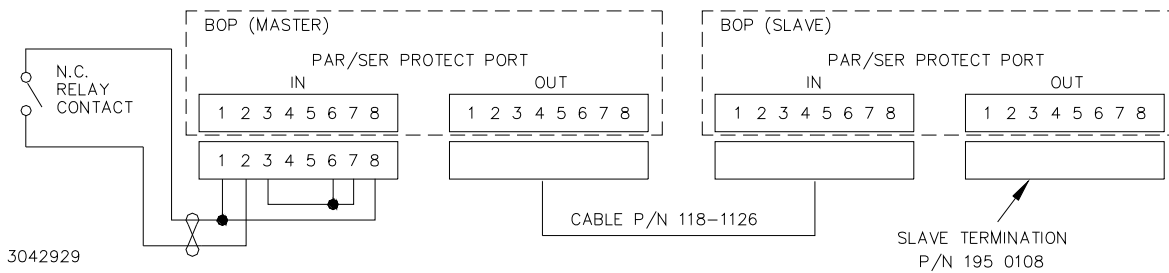 BOP (MASTER)
BOP (SLAVE)
N.C.
RELAY
CONTACT
PAR/SER PROTECT PORT
PAR/SER PROTECT PORT
IN
OUT
IN
OUT
1 2 3 4 5 6 7 8
1 2 3 4 5 6 7 8
1 2 3 4 5 6 7 8
1 2 3 4 5 6 7 8
1 2 3 4 5 6 7 8
CABLE P/N 118-1126
SLAVE TERMINATION
P/N 195 0108
3042929